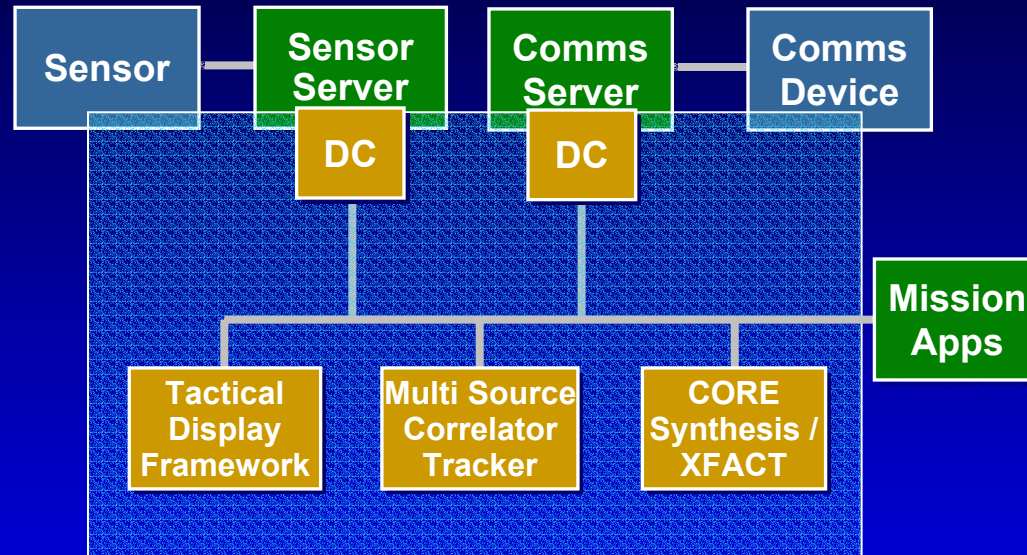 Sensor
Sensor
Server
Comms
Server
Comms
Device
DC
DC
Mission
Apps
Tactical
Display
Framework
Multi Source
Correlator
Tracker
CORE
Synthesis /
XFACT